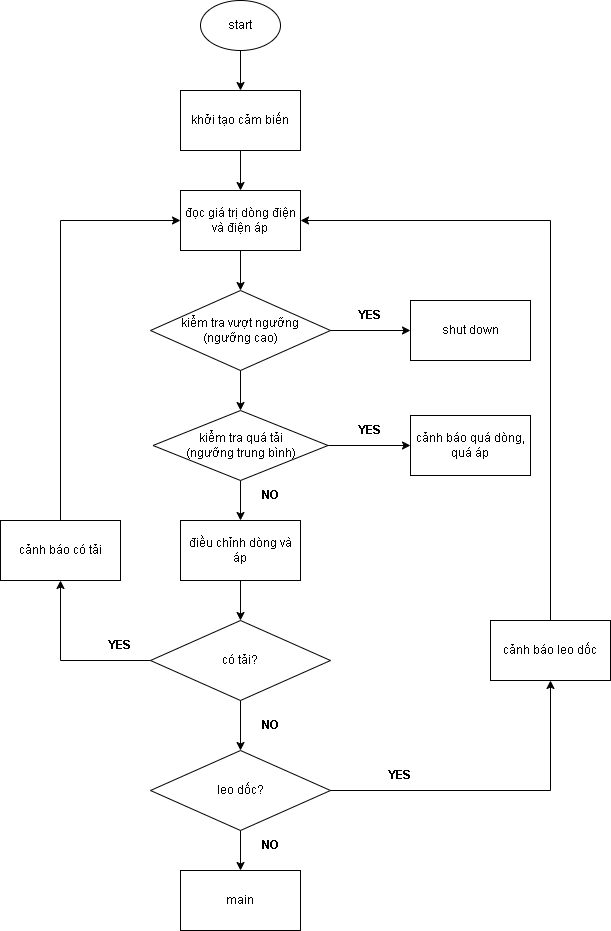 start
khởi tạo cảm biến
đọc giá trị dòng điện
và điện áp
kiểm tra vượt ngưỡng
(ngưỡng cao)
YES
shut down
kiểm tra quá tải
(ngưỡng trung bình)
YES
cảnh báo quá dòng,
quá áp
NO
cảnh báo có tải
điều chỉnh dòng và
áp
YES
có tải?
cảnh báo leo dốc
NO
leo dốc?
YES
NO
main